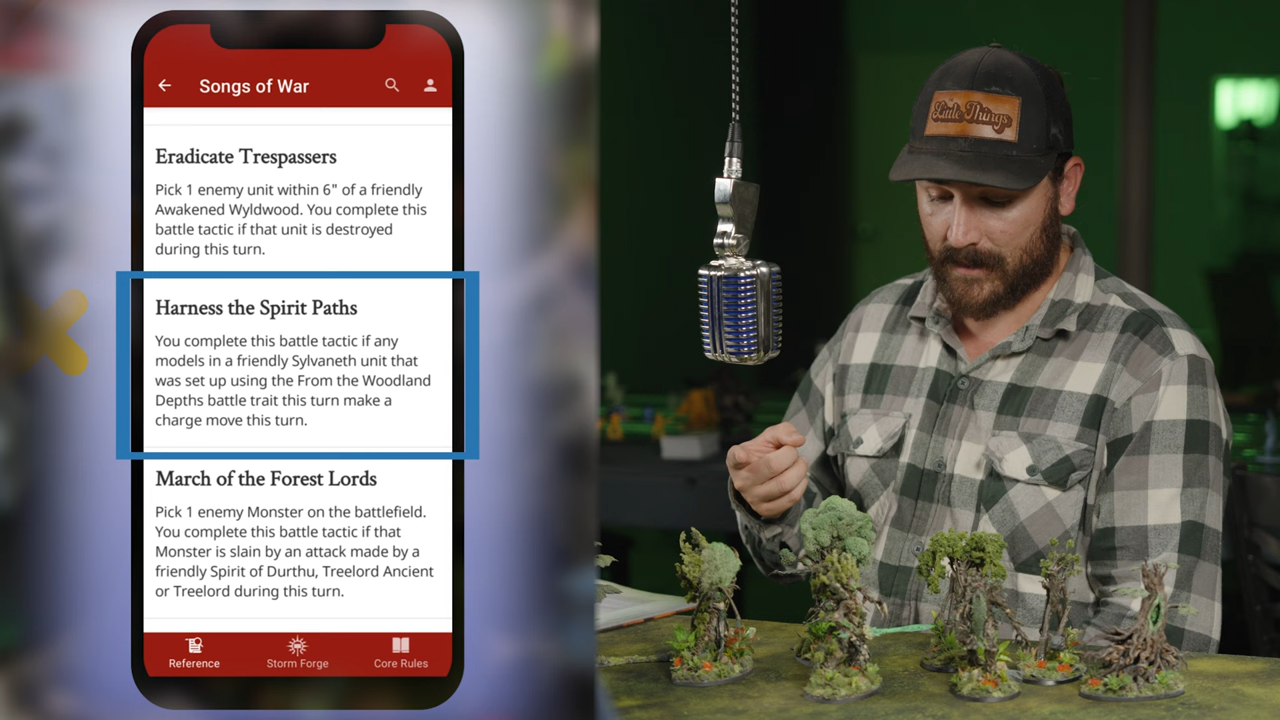 Songs of War
Eradicate Trespassers
Pick 1 enemy unit within 6" of a friendly
Awakened Wyldwood. You complete this
battle tactic if that unit is destroyed
during this turn.
Harness the Spirit Paths
You complete this battle tactic if any
models in a friendly Sylvaneth unit that
was set up using the From the Woodland
Depths battle trait this turn make a
charge move this turn.
March of the Forest Lords
Pick 1 enemy Monster on the battlefield.
You complete this battle tactic if that
Monster is slain by an attack made by a
friendly Spirit of Durthu, Treelord Ancient
or Treelord during this turn.
Reference
Storm Forge
Core Rules
Little Things